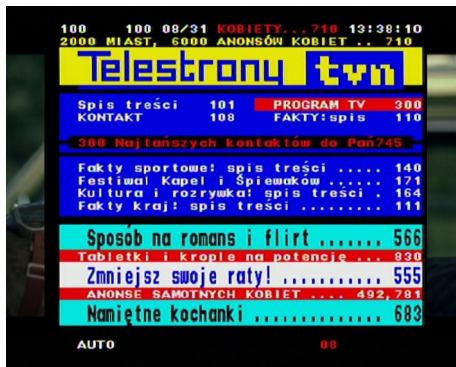 100 100 08/31 KOBIETY...710 13:38:10
2000 MIAST, 6000 ANONSÓW KOBIET .. 710
Telestrony tvn
Spis treści 101 PROGRAM TV 300
KONTAKT 108 FAKTY:spis 110
300 Najtańszych kontaktów do Pań745
Fakty sportowe: spis treści ..... 140
Festiwal Kapel i Śpiewaków ...... 171
Kultura i rozrywka: spis treści . 164
Fakty kraj: spis treści ......... 111
Sposób na romans i flirt ....... 566
Tabletki i krople na potencję ... 830
Zmniejsz swoje raty! ........... 555
ANONSE SAMOTNYCH KOBIET .... 492,781
Namiętne kochanki .............. 683
AUTO 08